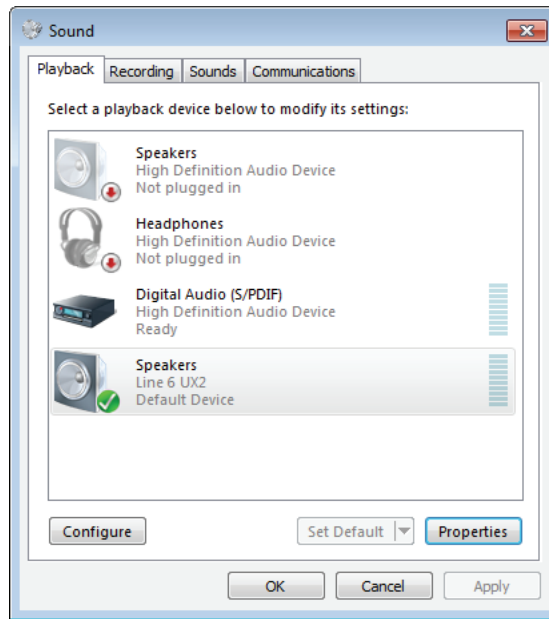 Sound
Playback Recording Sounds Communications
Select a playback device below to modify its settings:
Speakers
High Definition Audio Device
Not plugged in
Headphones
High Definition Audio Device
Not plugged in
Digital Audio (S/PDIF)
High Definition Audio Device
Ready
Speakers
Line 6 UX2
Default Device
Configure Set Default Properties
OK Cancel Apply